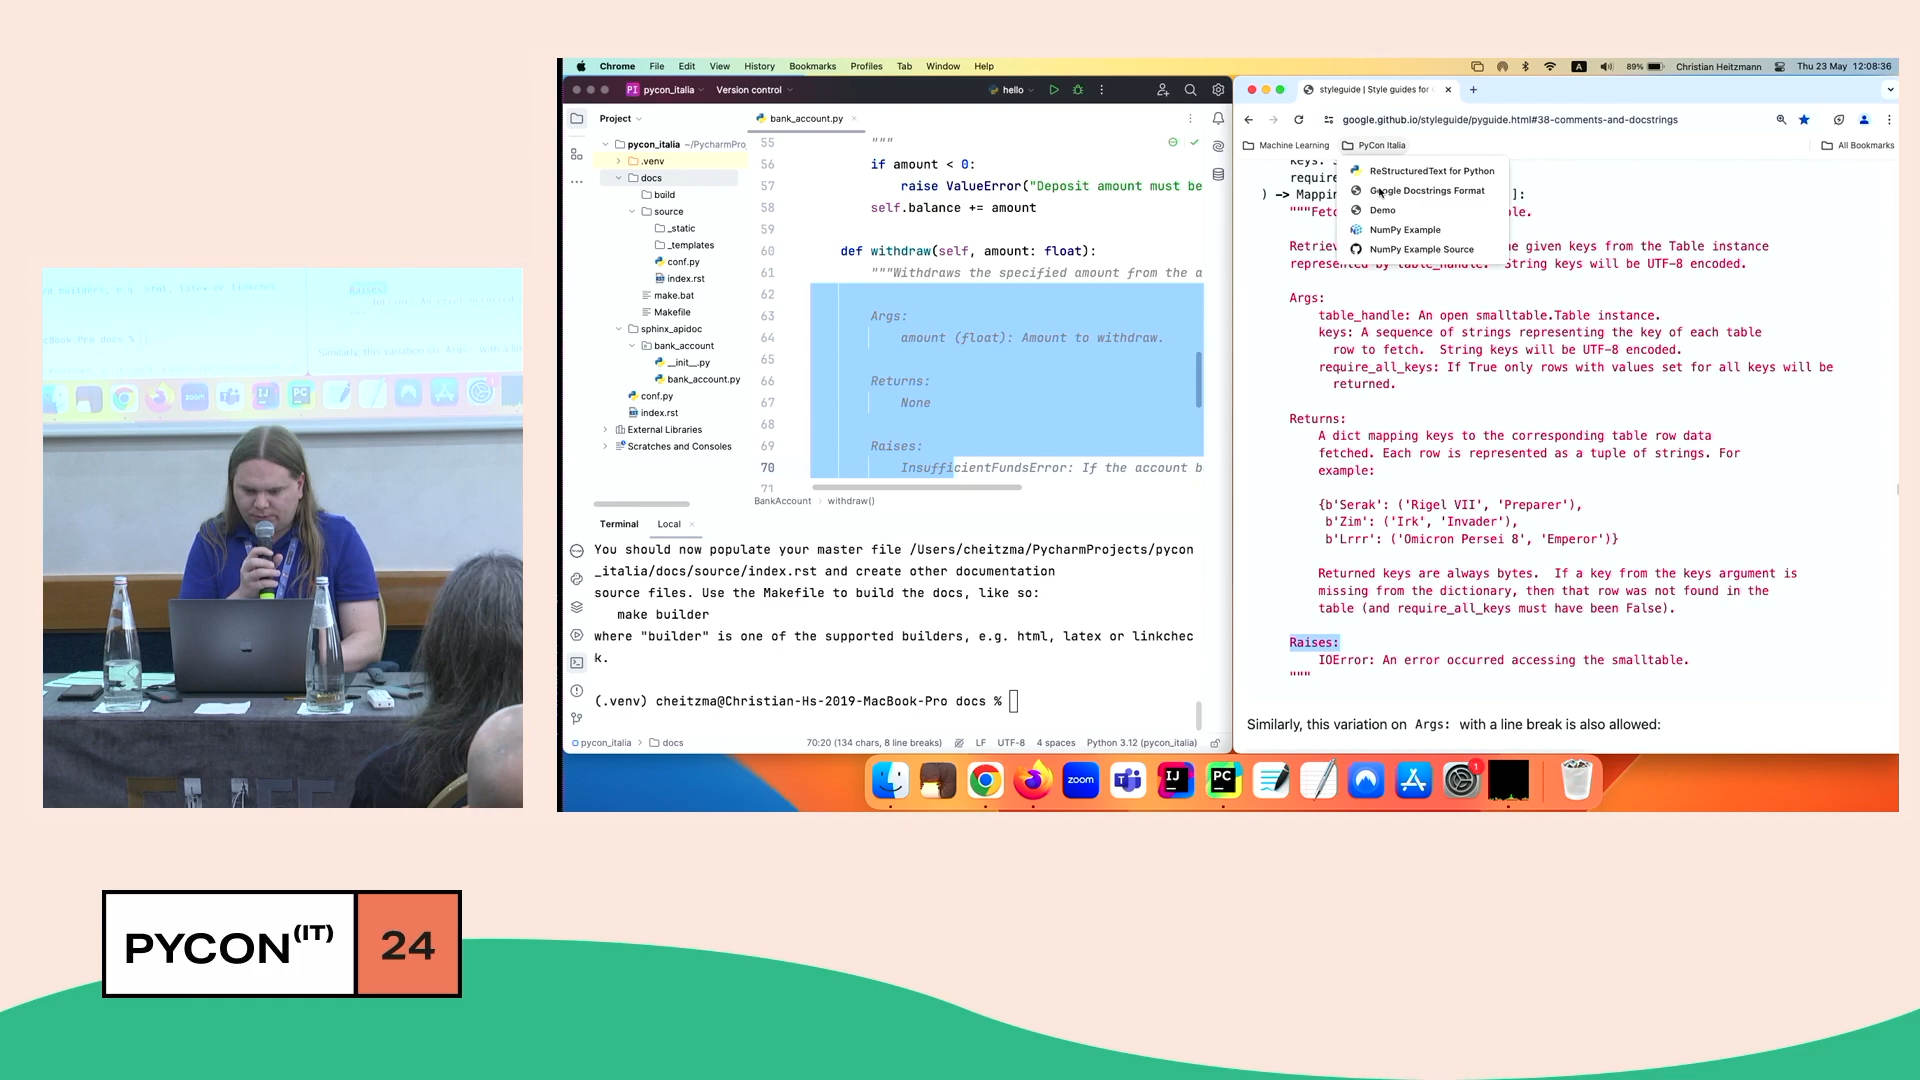 Chrome File Edit View History Bookmarks Profiles Tab Window Help
A 89% Christian Heitzmann Thu 23 May 12:08:36
PI pycon_italia Version control hello
Project
pycon_italia ~/PycharmPro
.venv
docs
build
source
_static
_templates
conf.py
index.rst
make.bat
Makefile
sphinx_apidoc
bank_account
__init__.py
bank_account.py
conf.py
index.rst
External Libraries
Scratches and Consoles
bank_account.py
55 """
56 if amount < 0:
57 raise ValueError("Deposit amount must be
58 self.balance += amount
59
60 def withdraw(self, amount: float):
61 """Withdraws the specified amount from the a
62
63 Args:
64 amount (float): Amount to withdraw.
65
66 Returns:
67 None
68
69 Raises:
70 InsufficientFundsError: If the account b
71
BankAccount withdraw()
Terminal Local
You should now populate your master file /Users/cheitzma/PycharmProjects/pycon
_italia/docs/source/index.rst and create other documentation
source files. Use the Makefile to build the docs, like so:
make builder
where "builder" is one of the supported builders, e.g. html, latex or linkchec
k.
(.venv) cheitzma@Christian-Hs-2019-MacBook-Pro docs %
pycon_italia docs 70:20 (134 chars, 8 line breaks) LF UTF-8 4 spaces Python 3.12 (pycon_italia)
styleguide | Style guides for
google.github.io/styleguide/pyguide.html#38-comments-and-docstrings
Machine Learning PyCon Italia All Bookmarks
ReStructuredText for Python
Google Docstrings Format
Demo
NumPy Example
NumPy Example Source
require
) -> Mappin ]:
"""Fetc ble.
Retriev e given keys from the Table instance
represented by table_handle. String keys will be UTF-8 encoded.
Args:
table_handle: An open smalltable.Table instance.
keys: A sequence of strings representing the key of each table
row to fetch. String keys will be UTF-8 encoded.
require_all_keys: If True only rows with values set for all keys will be
returned.
Returns:
A dict mapping keys to the corresponding table row data
fetched. Each row is represented as a tuple of strings. For
example:
{b'Serak': ('Rigel VII', 'Preparer'),
b'Zim': ('Irk', 'Invader'),
b'Lrrr': ('Omicron Persei 8', 'Emperor')}
Returned keys are always bytes. If a key from the keys argument is
missing from the dictionary, then that row was not found in the
table (and require_all_keys must have been False).
Raises:
IOError: An error occurred accessing the smalltable.
"""
Similarly, this variation on Args: with a line break is also allowed:
zoom IJ PC 1
PYCON(IT) 24